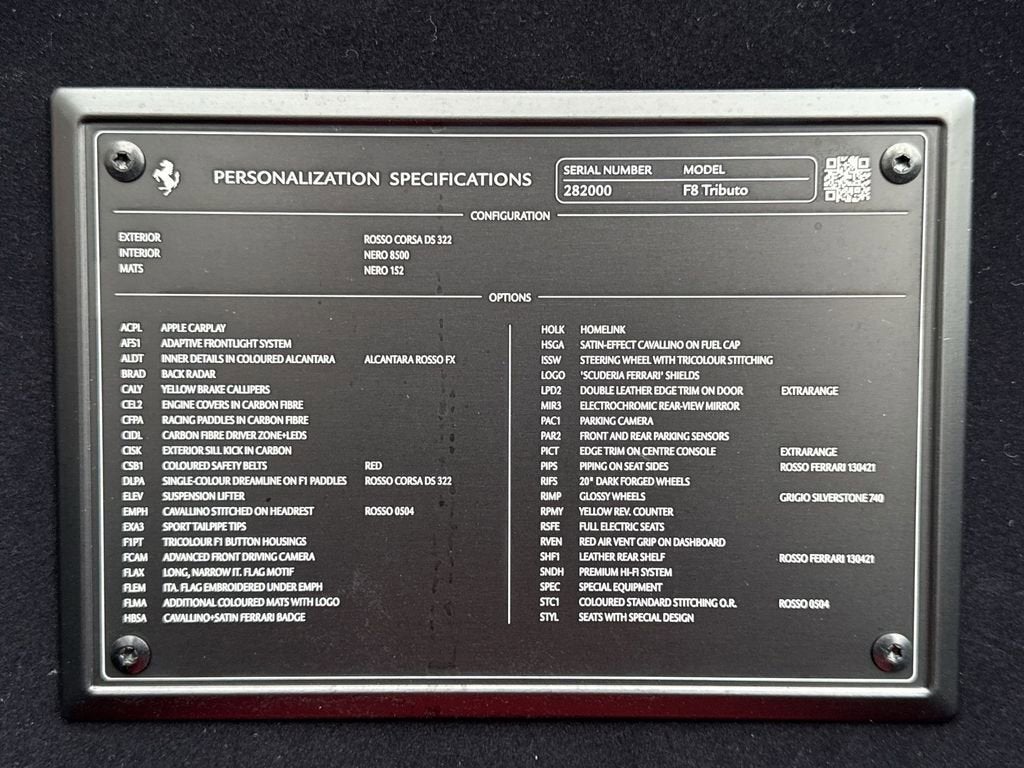 PERSONALIZATION SPECIFICATIONS
SERIAL NUMBER MODEL
282000 F8 Tributo
CONFIGURATION
EXTERIOR ROSSO CORSA DS 322
INTERIOR NERO 8500
MATS NERO 152
OPTIONS
ACPL APPLE CARPLAY
AFS1 ADAPTIVE FRONTLIGHT SYSTEM
ALDT INNER DETAILS IN COLOURED ALCANTARA ALCANTARA ROSSO FX
BRAD BACK RADAR
CALY YELLOW BRAKE CALLIPERS
CEL2 ENGINE COVERS IN CARBON FIBRE
CFPA RACING PADDLES IN CARBON FIBRE
CIDL CARBON FIBRE DRIVER ZONE+LEDS
CISK EXTERIOR SILL KICK IN CARBON
CSB1 COLOURED SAFETY BELTS RED
DLPA SINGLE-COLOUR DREAMLINE ON F1 PADDLES ROSSO CORSA DS 322
ELEV SUSPENSION LIFTER
EMPH CAVALLINO STITCHED ON HEADREST ROSSO 0504
EXA3 SPORT TAILPIPE TIPS
F1PT TRICOLOUR F1 BUTTON HOUSINGS
FCAM ADVANCED FRONT DRIVING CAMERA
FLAX LONG, NARROW IT. FLAG MOTIF
FLEM ITA. FLAG EMBROIDERED UNDER EMPH
FLMA ADDITIONAL COLOURED MATS WITH LOGO
HBSA CAVALLINO+SATIN FERRARI BADGE
HOLK HOMELINK
HSGA SATIN-EFFECT CAVALLINO ON FUEL CAP
ISSW STEERING WHEEL WITH TRICOLOUR STITCHING
LOGO 'SCUDERIA FERRARI' SHIELDS
LPD2 DOUBLE LEATHER EDGE TRIM ON DOOR EXTRARANGE
MIR3 ELECTROCHROMIC REAR-VIEW MIRROR
PAC1 PARKING CAMERA
PAR2 FRONT AND REAR PARKING SENSORS
PICT EDGE TRIM ON CENTRE CONSOLE EXTRARANGE
PIPS PIPING ON SEAT SIDES ROSSO FERRARI 130421
RIFS 20" DARK FORGED WHEELS
RIMP GLOSSY WHEELS GRIGIO SILVERSTONE 740
RPMY YELLOW REV. COUNTER
RSFE FULL ELECTRIC SEATS
RVEN RED AIR VENT GRIP ON DASHBOARD
SHF1 LEATHER REAR SHELF ROSSO FERRARI 130421
SNDH PREMIUM HI-FI SYSTEM
SPEC SPECIAL EQUIPMENT
STC1 COLOURED STANDARD STITCHING O.R. ROSSO 0504
STYL SEATS WITH SPECIAL DESIGN